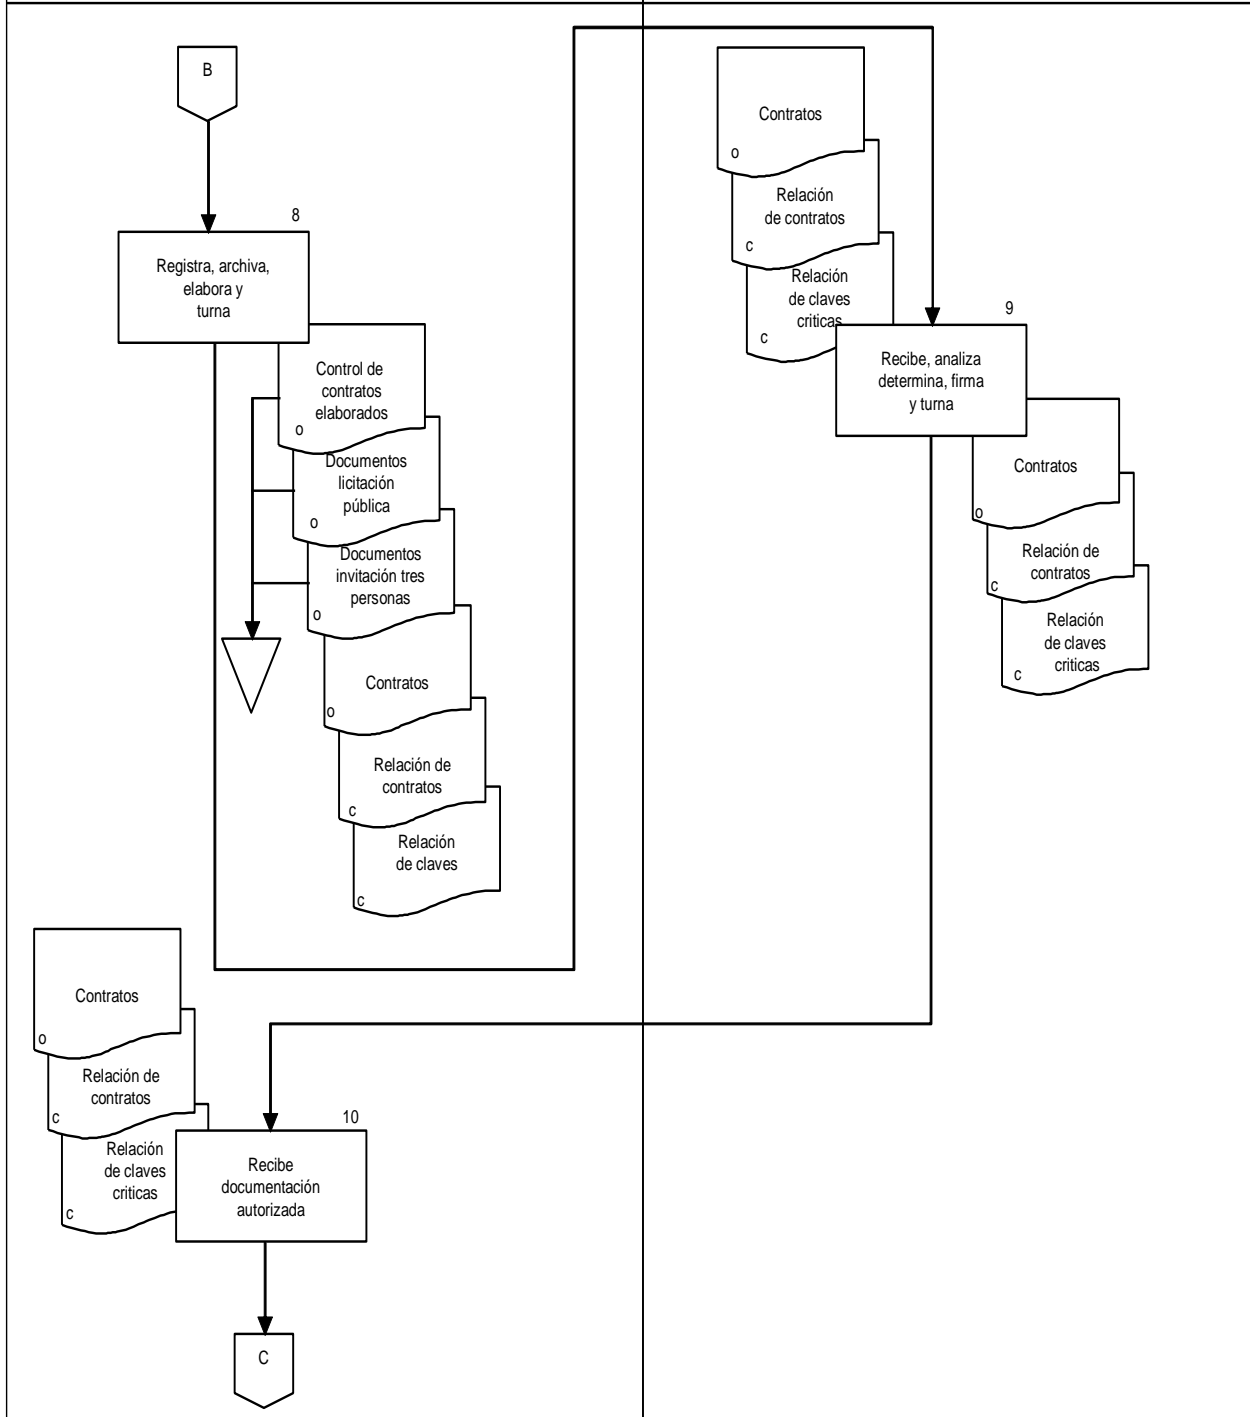 B
8
Registra, archiva,
elabora y
turna
Control de
contratos
elaborados
o
Documentos
licitación
pública
o
Documentos
invitación tres
personas
o
Contratos
o
Relación de
contratos
c
Relación
de claves
c
Contratos
o
Relación
de contratos
c
Relación
de claves
criticas
c
9
Recibe, analiza
determina, firma
y turna
Contratos
o
Relación de
contratos
c
Relación
de claves
criticas
c
Contratos
o
Relación de
contratos
c
Relación
de claves
criticas
c
10
Recibe
documentación
autorizada
C